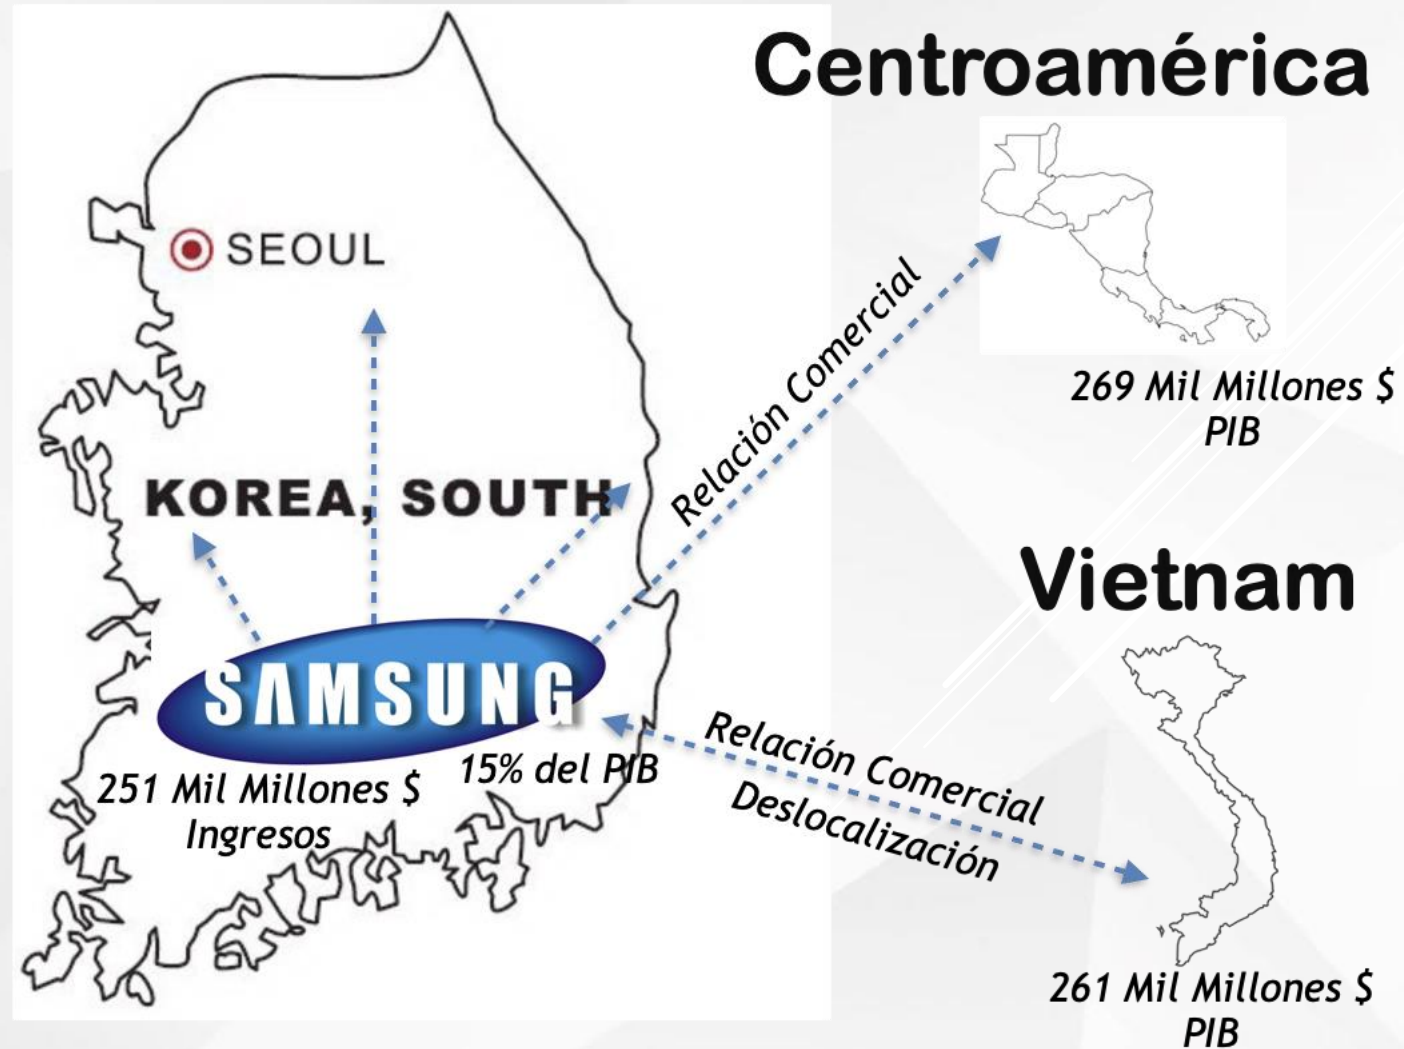 Centroamérica
SEOUL
Relación Comercial
269 Mil Millones $
PIB
KOREA, SOUTH
Vietnam
SAMSUNG
251 Mil Millones $
Ingresos
15% del PIB
Relación Comercial
Deslocalización
261 Mil Millones $
PIB